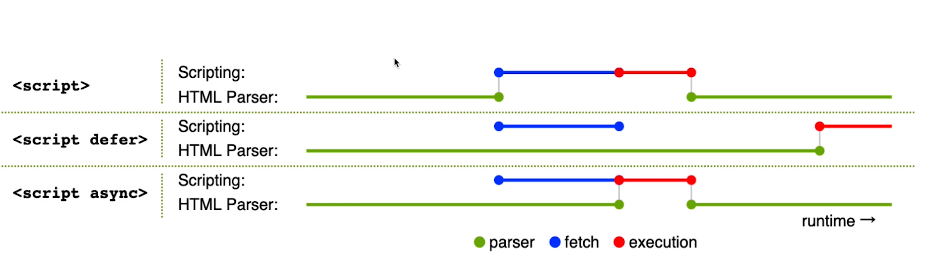 <script>
Scripting:
HTML Parser:
<script defer>
Scripting:
HTML Parser:
<script async>
Scripting:
HTML Parser:
runtime →
parser fetch execution